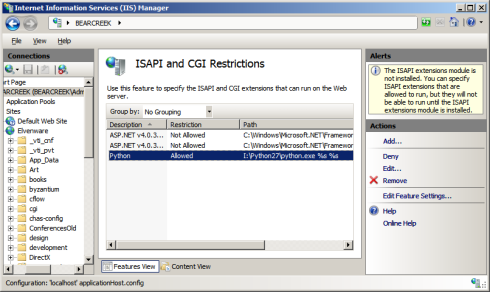 Internet Information Services (IIS) Manager
BEARCREEK
File View Help
Connections
rt Page
ARCREEK (BEARCREEK\Adm
Application Pools
Sites
Default Web Site
Elvenware
_vti_cnf
_vti_pvt
App_Data
Art
books
byzantium
cflow
cgi
chas-config
ConferencesOld
design
development
DirectX
ISAPI and CGI Restrictions
Use this feature to specify the ISAPI and CGI extensions that can run on the Web
server.
Group by: No Grouping
Description Restriction Path
ASP.NET v4.0.3... Not Allowed C:\Windows\Microsoft.NET\Framewor
ASP.NET v4.0.3... Not Allowed C:\Windows\Microsoft.NET\Framewor
Python Allowed I:\Python27\python.exe %s %s
Features View Content View
Alerts
The ISAPI extensions module is
not installed. You can specify
ISAPI extensions that are
allowed to run, but they will not
be able to run until the ISAPI
extensions module is installed.
Actions
Add...
Deny
Edit...
Remove
Edit Feature Settings...
Help
Online Help
Configuration: 'localhost' applicationHost.config